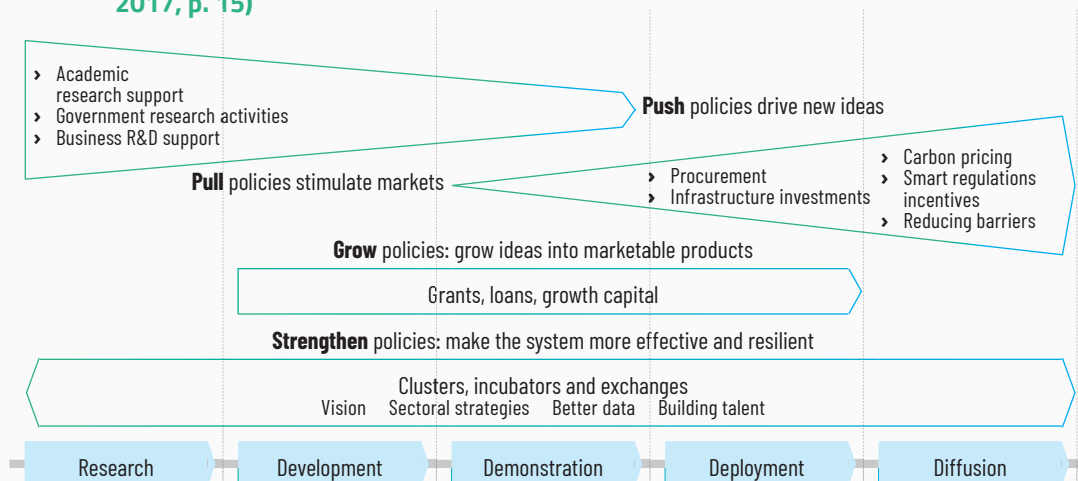 2017, p. 15)
› Academic
research support
› Government research activities
› Business R&D support
Push policies drive new ideas
Pull policies stimulate markets
› Procurement
› Infrastructure investments
› Carbon pricing
› Smart regulations
incentives
› Reducing barriers
Grow policies: grow ideas into marketable products
Grants, loans, growth capital
Strengthen policies: make the system more effective and resilient
Clusters, incubators and exchanges
Vision Sectoral strategies Better data Building talent
Research Development Demonstration Deployment Diffusion